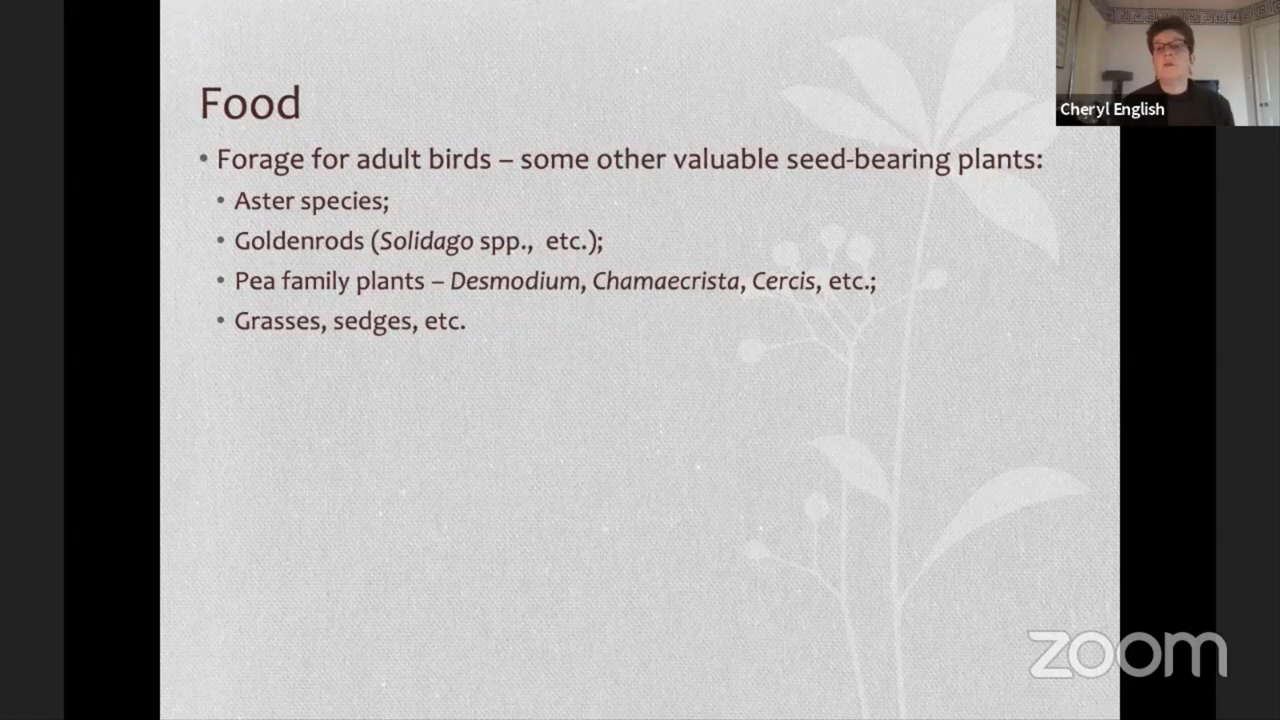 Food
• Forage for adult birds – some other valuable seed-bearing plants:
• Aster species;
• Goldenrods (Solidago spp., etc.);
• Pea family plants – Desmodium, Chamaecrista, Cercis, etc.;
• Grasses, sedges, etc.
Cheryl English
zoom